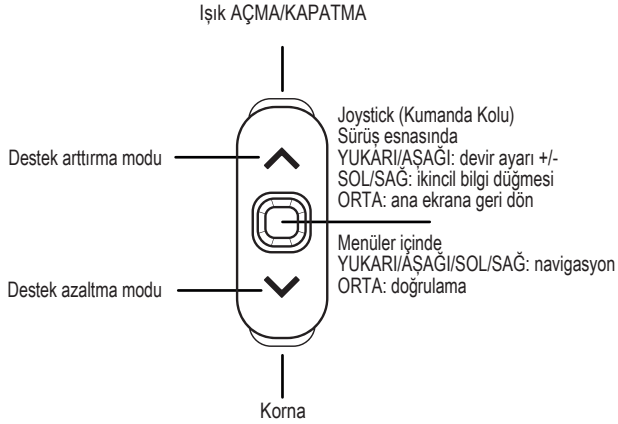 Işık AÇMA/KAPATMA
Joystick (Kumanda Kolu)
Sürüş esnasında
YUKARI/AŞAĞI: devir ayarı +/-
SOL/SAĞ: ikincil bilgi düğmesi
ORTA: ana ekrana geri dön
Destek arttırma modu
Menüler içinde
YUKARI/AŞAĞI/SOL/SAĞ: navigasyon
ORTA: doğrulama
Destek azaltma modu
Korna